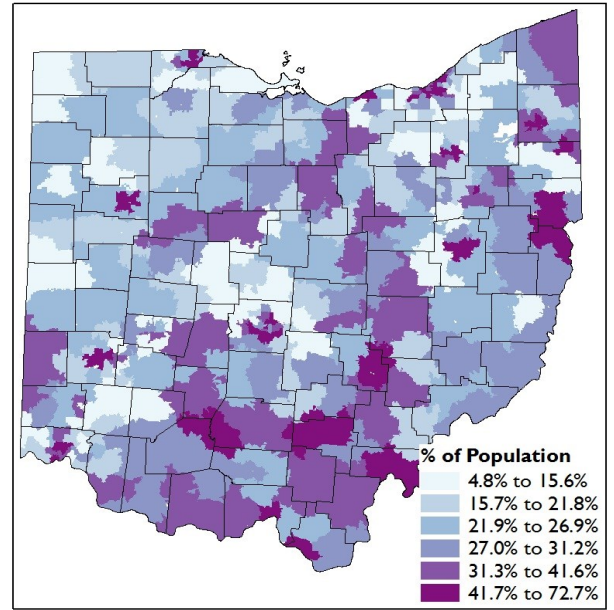 % of Population
4.8% to 15.6%
15.7% to 21.8%
21.9% to 26.9%
27.0% to 31.2%
31.3% to 41.6%
41.7% to 72.7%